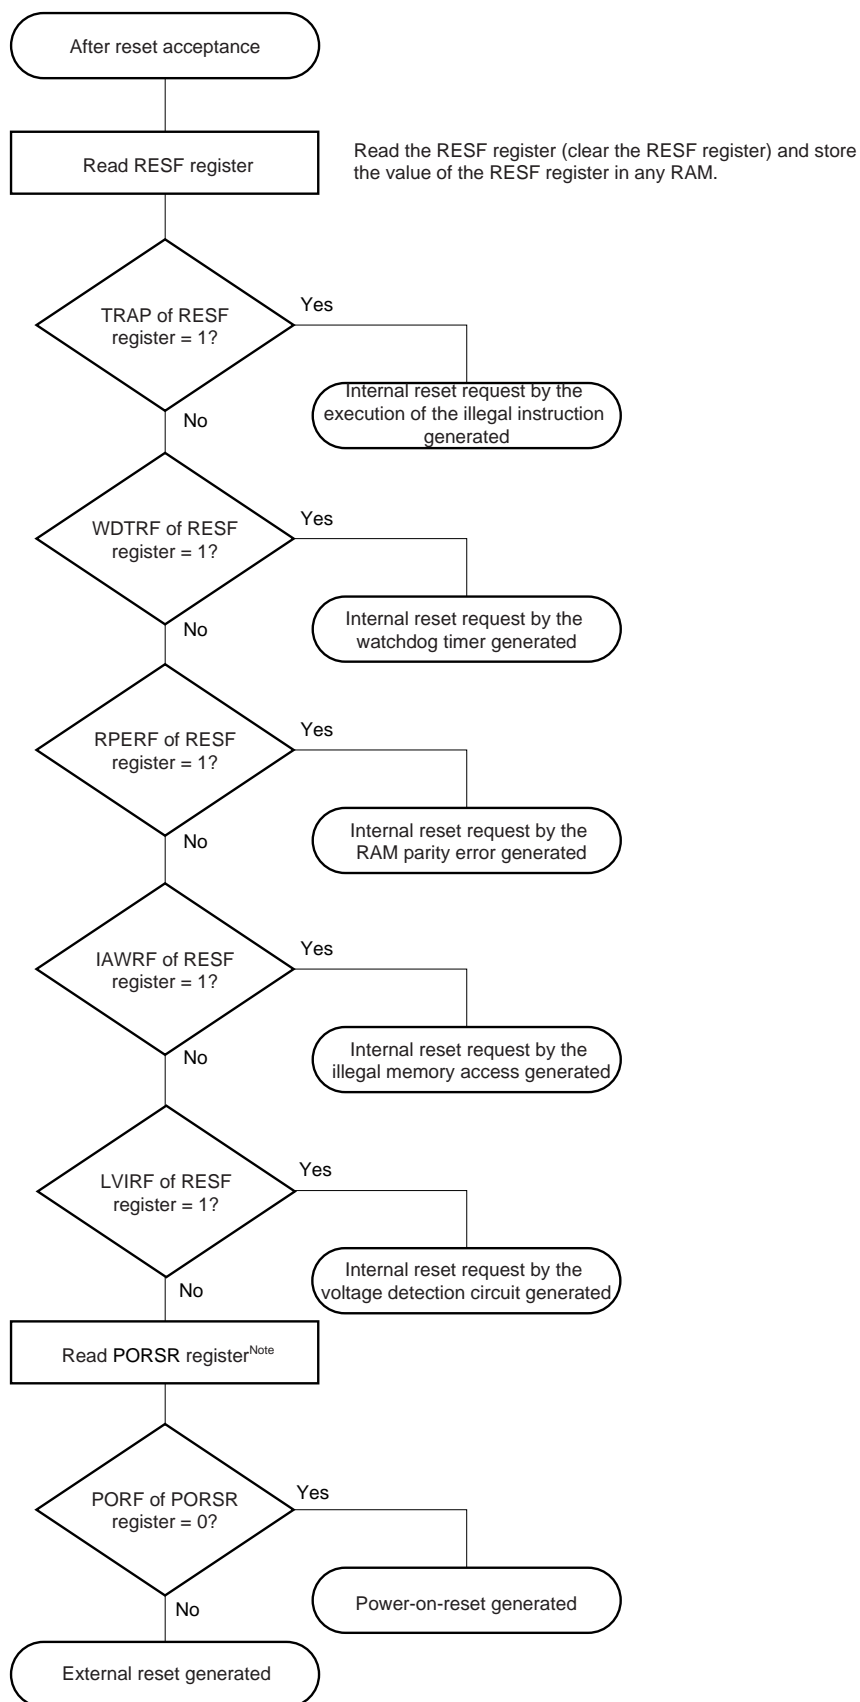 After reset acceptance
Read RESF register
Read the RESF register (clear the RESF register) and store
the value of the RESF register in any RAM.
TRAP of RESF
register = 1?
Yes
No
Internal reset request by the
execution of the illegal instruction
generated
WDTRF of RESF
register = 1?
Yes
No
Internal reset request by the
watchdog timer generated
RPERF of RESF
register = 1?
Yes
No
Internal reset request by the
RAM parity error generated
IAWRF of RESF
register = 1?
Yes
No
Internal reset request by the
illegal memory access generated
LVIRF of RESF
register = 1?
Yes
No
Internal reset request by the
voltage detection circuit generated
Read PORSR registerNote
PORF of PORSR
register = 0?
Yes
No
Power-on-reset generated
External reset generated